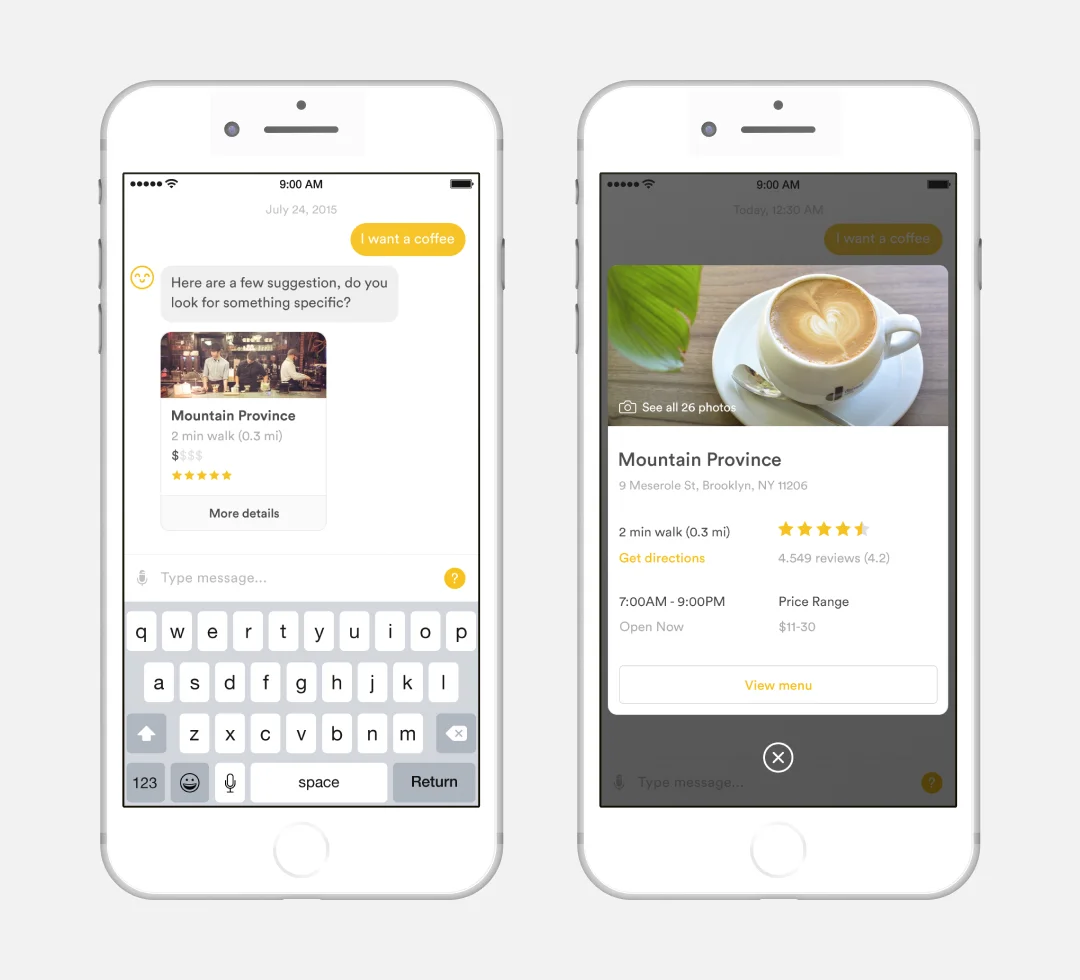 9:00 AM
July 24, 2015
I want a coffee
Here are a few suggestion, do you
look for something specific?
Mountain Province
2 min walk (0.3 mi)
$$$$
More details
Type message...
?
q w e r t y u i o p
a s d f g h j k l
z x c v b n m
123 space Return
9:00 AM
Today, 12:30 AM
I want a coffee
See all 26 photos
Mountain Province
9 Meserole St, Brooklyn, NY 11206
2 min walk (0.3 mi)
Get directions
4.549 reviews (4.2)
7:00AM - 9:00PM
Open Now
Price Range
$11-30
View menu
Type message...
?